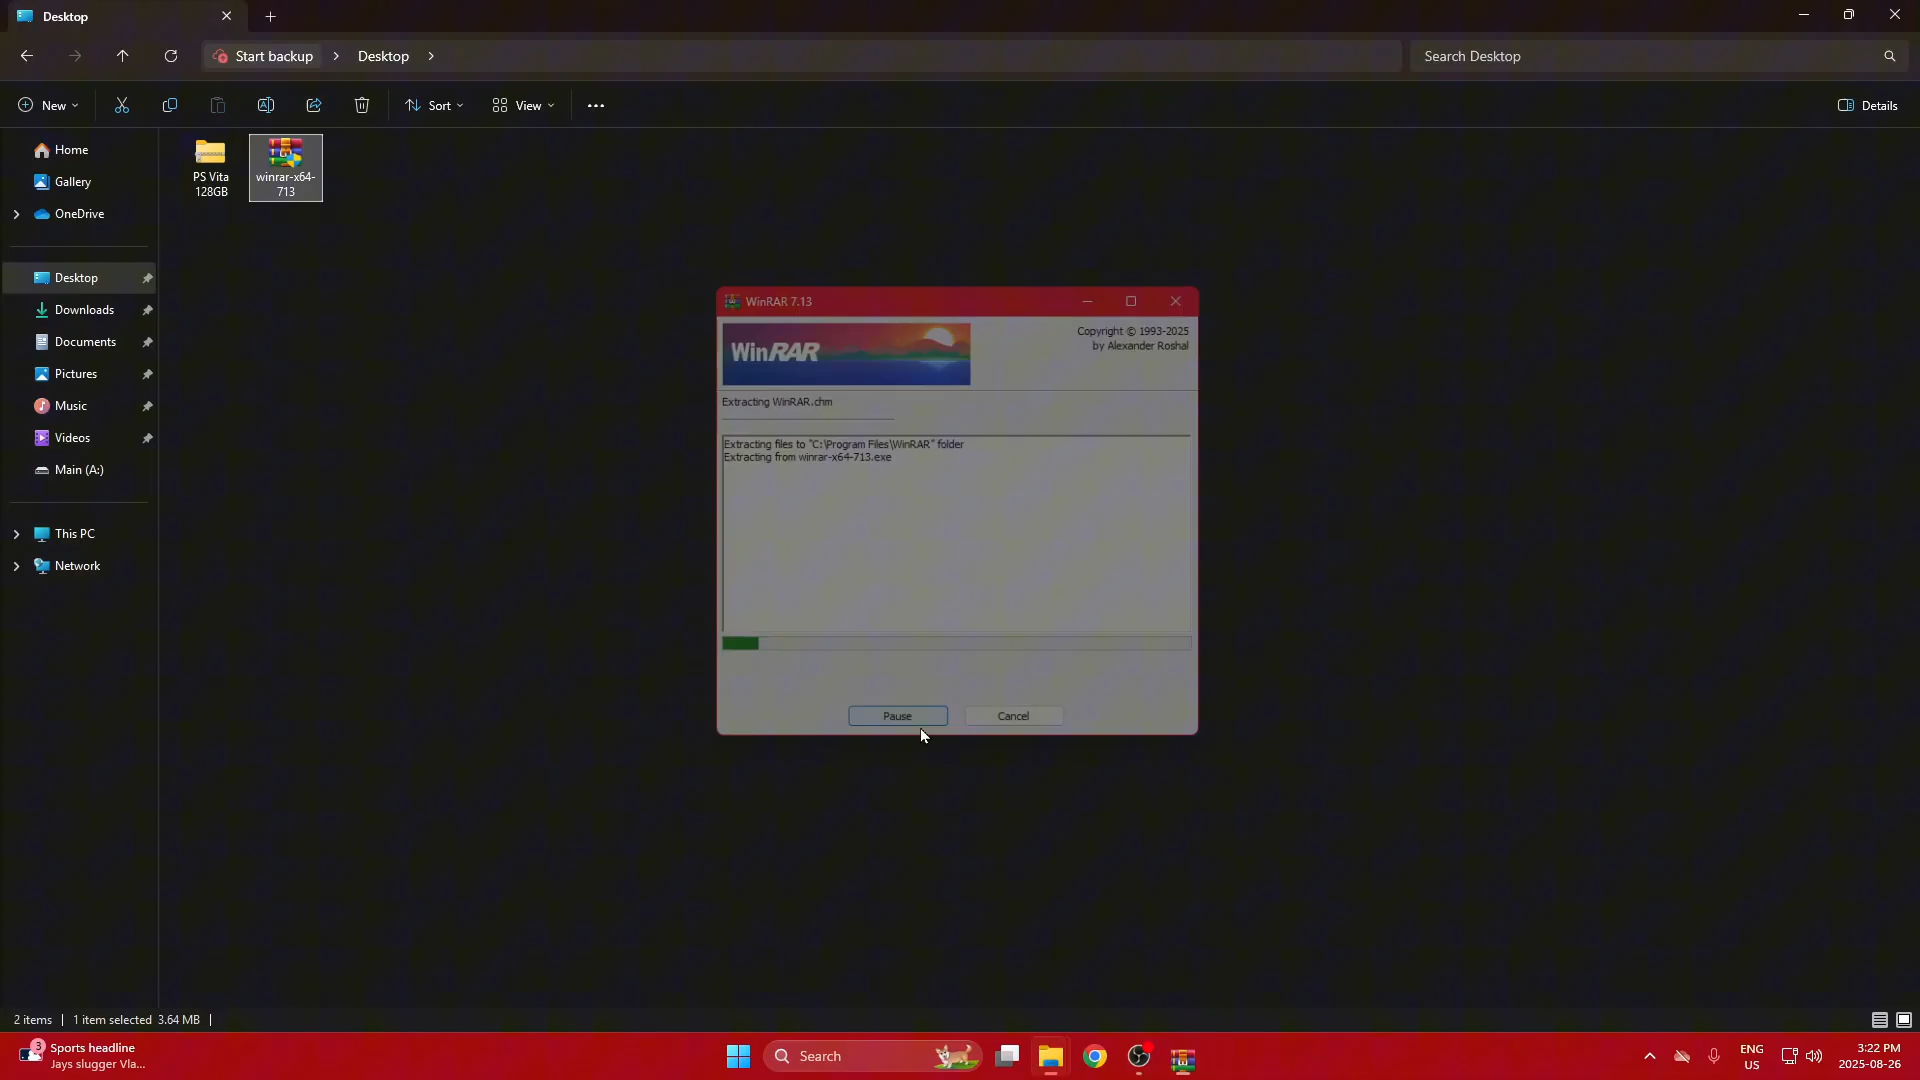 Desktop
Start backup
Desktop
Search Desktop
New
Sort
View
Details
Home
Gallery
OneDrive
Desktop
Downloads
Documents
Pictures
Music
Videos
Main (A:)
This PC
Network
PS Vita
128GB
winrar-x64-
713
WinRAR 7.13
WinRAR
Copyright © 1993-2025
by Alexander Roshal
Extracting WinRAR.chm
Extracting files to "C:\Program Files\WinRAR" folder
Extracting from winrar-x64-713.exe
Pause
Cancel
2 items
1 item selected 3.64 MB
3
Sports headline
Jays slugger Vla...
Search
ENG
US
3:22 PM
2025-08-26